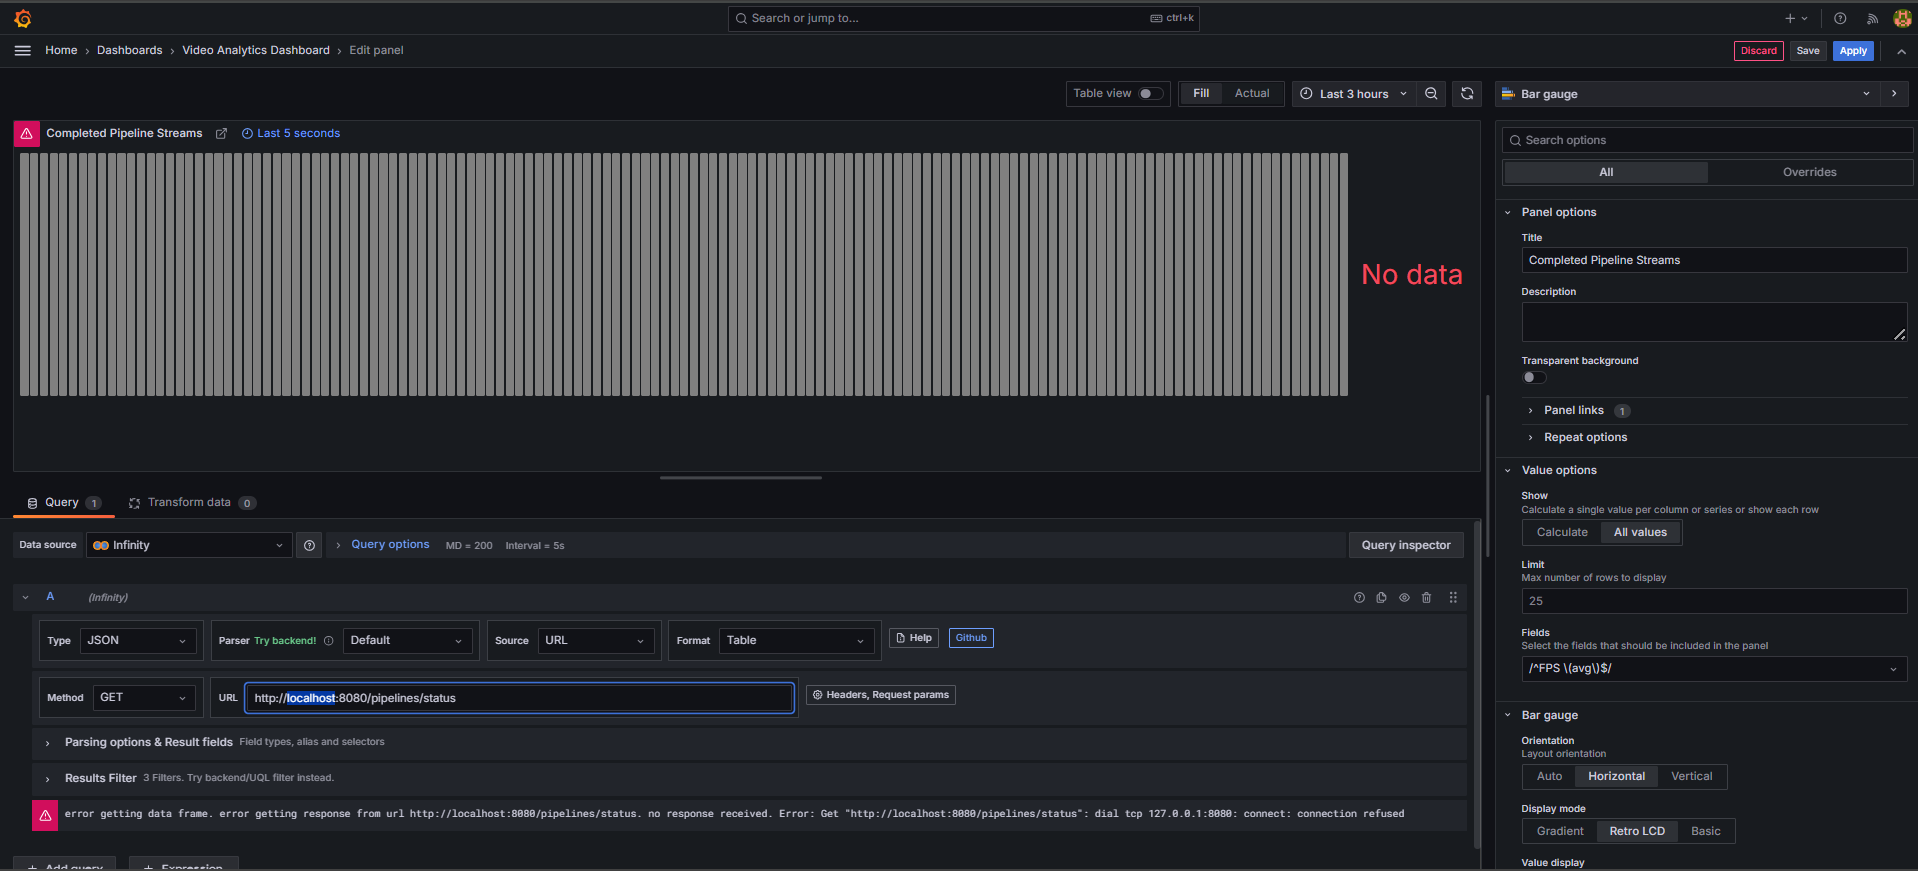 Search or jump to...
ctrl+k
Home › Dashboards › Video Analytics Dashboard › Edit panel
Discard
Save
Apply
Table view
Fill
Actual
Last 3 hours
Bar gauge
Completed Pipeline Streams
Last 5 seconds
No data
Search options
All
Overrides
Panel options
Title
Completed Pipeline Streams
Description
Transparent background
Panel links 1
Repeat options
Value options
Show
Calculate a single value per column or series or show each row
Calculate
All values
Limit
Max number of rows to display
25
Fields
Select the fields that should be included in the panel
/^FPS \(avg\)$/
Bar gauge
Orientation
Layout orientation
Auto
Horizontal
Vertical
Display mode
Gradient
Retro LCD
Basic
Value display
Query 1
Transform data 0
Data source
Infinity
Query options
MD = 200
Interval = 5s
Query inspector
A
(Infinity)
Type
JSON
Parser Try backend!
Default
Source
URL
Format
Table
Help
Github
Method
GET
URL
http://localhost:8080/pipelines/status
Headers, Request params
Parsing options & Result fields Field types, alias and selectors
Results Filter 3 Filters. Try backend/UQL filter instead.
error getting data frame. error getting response from url http://localhost:8080/pipelines/status. no response received. Error: Get "http://localhost:8080/pipelines/status": dial tcp 127.0.0.1:8080: connect: connection refused
+ Add query
+ Expression